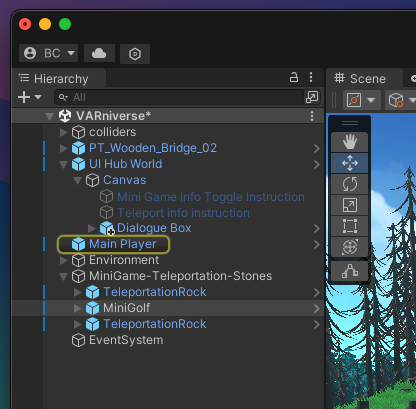 BC
Hierarchy
Scene
All
VARniverse*
colliders
PT_Wooden_Bridge_02
UI Hub World
Canvas
Mini Game Info Toggle Instruction
Teleport info instruction
Dialogue Box
Main Player
Environment
MiniGame-Teleportation-Stones
TeleportationRock
MiniGolf
TeleportationRock
EventSystem